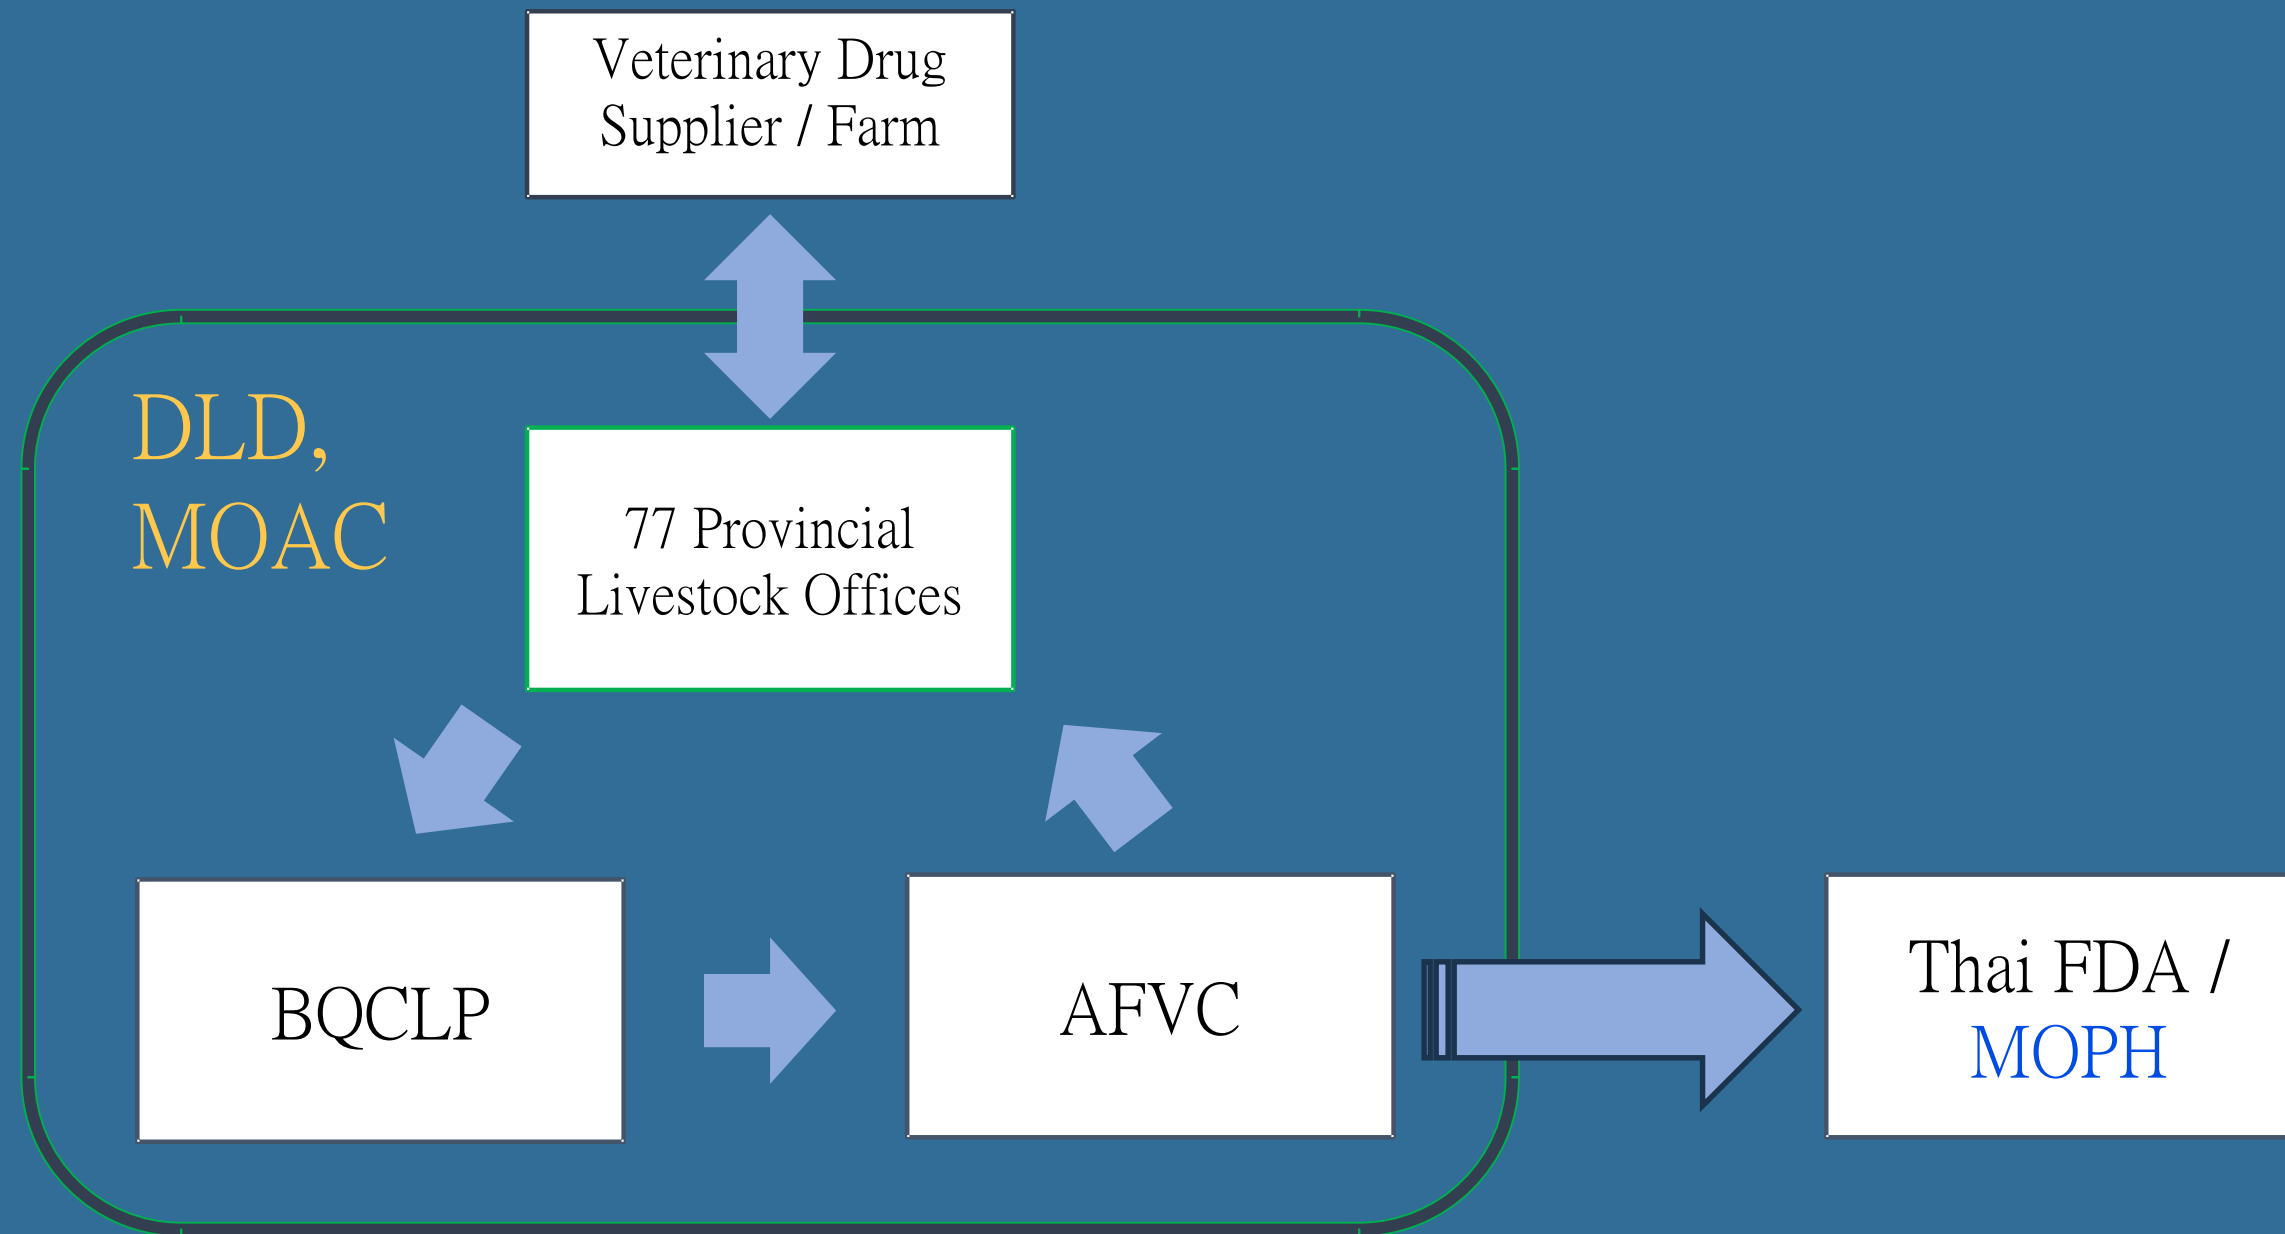 Veterinary Drug
Supplier / Farm
DLD,
MOAC
77 Provincial
Livestock Offices
BQCLP
AFVC
Thai FDA /
MOPH